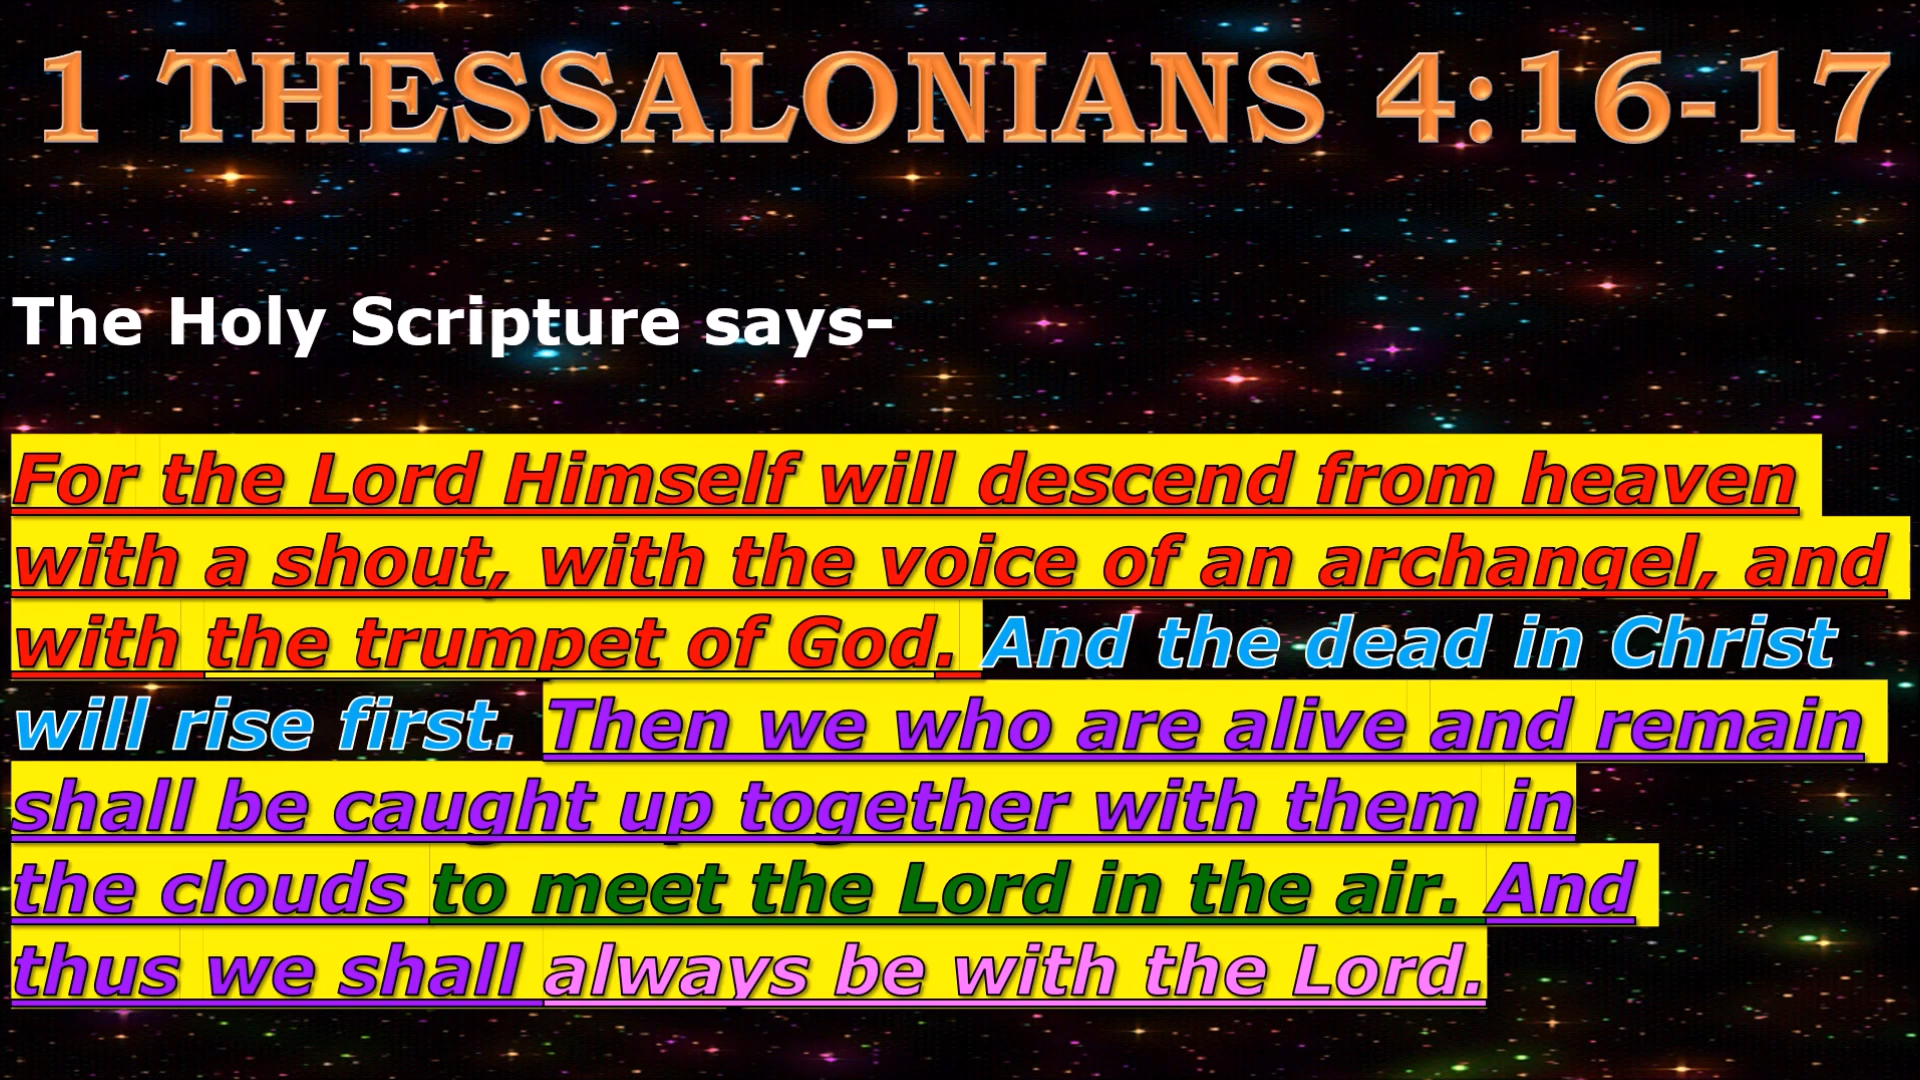 1 THESSALONIANS 4:16-17
The Holy Scripture says-
For the Lord Himself will descend from heaven
with a shout, with the voice of an archangel, and
with the trumpet of God. And the dead in Christ
will rise first. Then we who are alive and remain
shall be caught up together with them in
the clouds to meet the Lord in the air. And
thus we shall always be with the Lord.